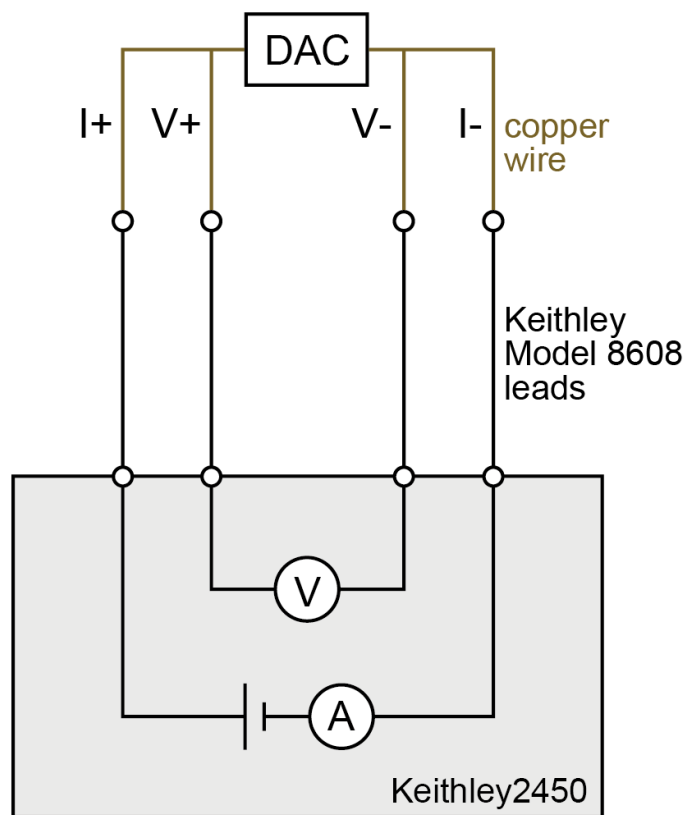 DAC
I+ V+ V- I- copper
wire
Keithley
Model 8608
leads
V
A
Keithley2450